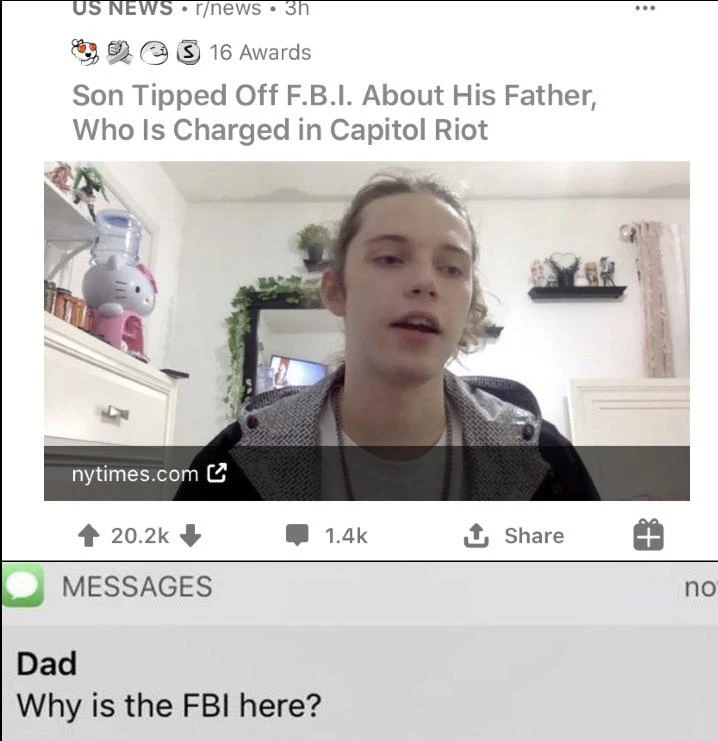 US NEWS • r/news • 3h
S 16 Awards
Son Tipped Off F.B.I. About His Father,
Who Is Charged in Capitol Riot
nytimes.com
20.2k 1.4k Share
MESSAGES
Dad
Why is the FBI here?